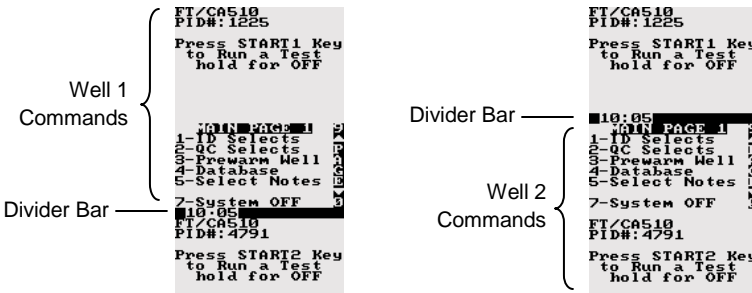 FT/CA510
PID#:1225
Press START1 Key
to Run a Test
hold for OFF
Well 1
Commands
MAIN PAGE 1 9
1-ID Selects
2-QC Selects P
3-Prewarm Well A
4-Database G
5-Select Notes E
7-System OFF 0
Divider Bar
10:05
FT/CA510
PID#:4791
Press START2 Key
to Run a Test
hold for OFF
FT/CA510
PID#:1225
Press START1 Key
to Run a Test
hold for OFF
Divider Bar
10:05
MAIN PAGE 1
1-ID Selects
2-QC Selects
3-Prewarm Well
4-Database
5-Select Notes
7-System OFF
Well 2
Commands
FT/CA510
PID#:4791
Press START2 Key
to Run a Test
hold for OFF